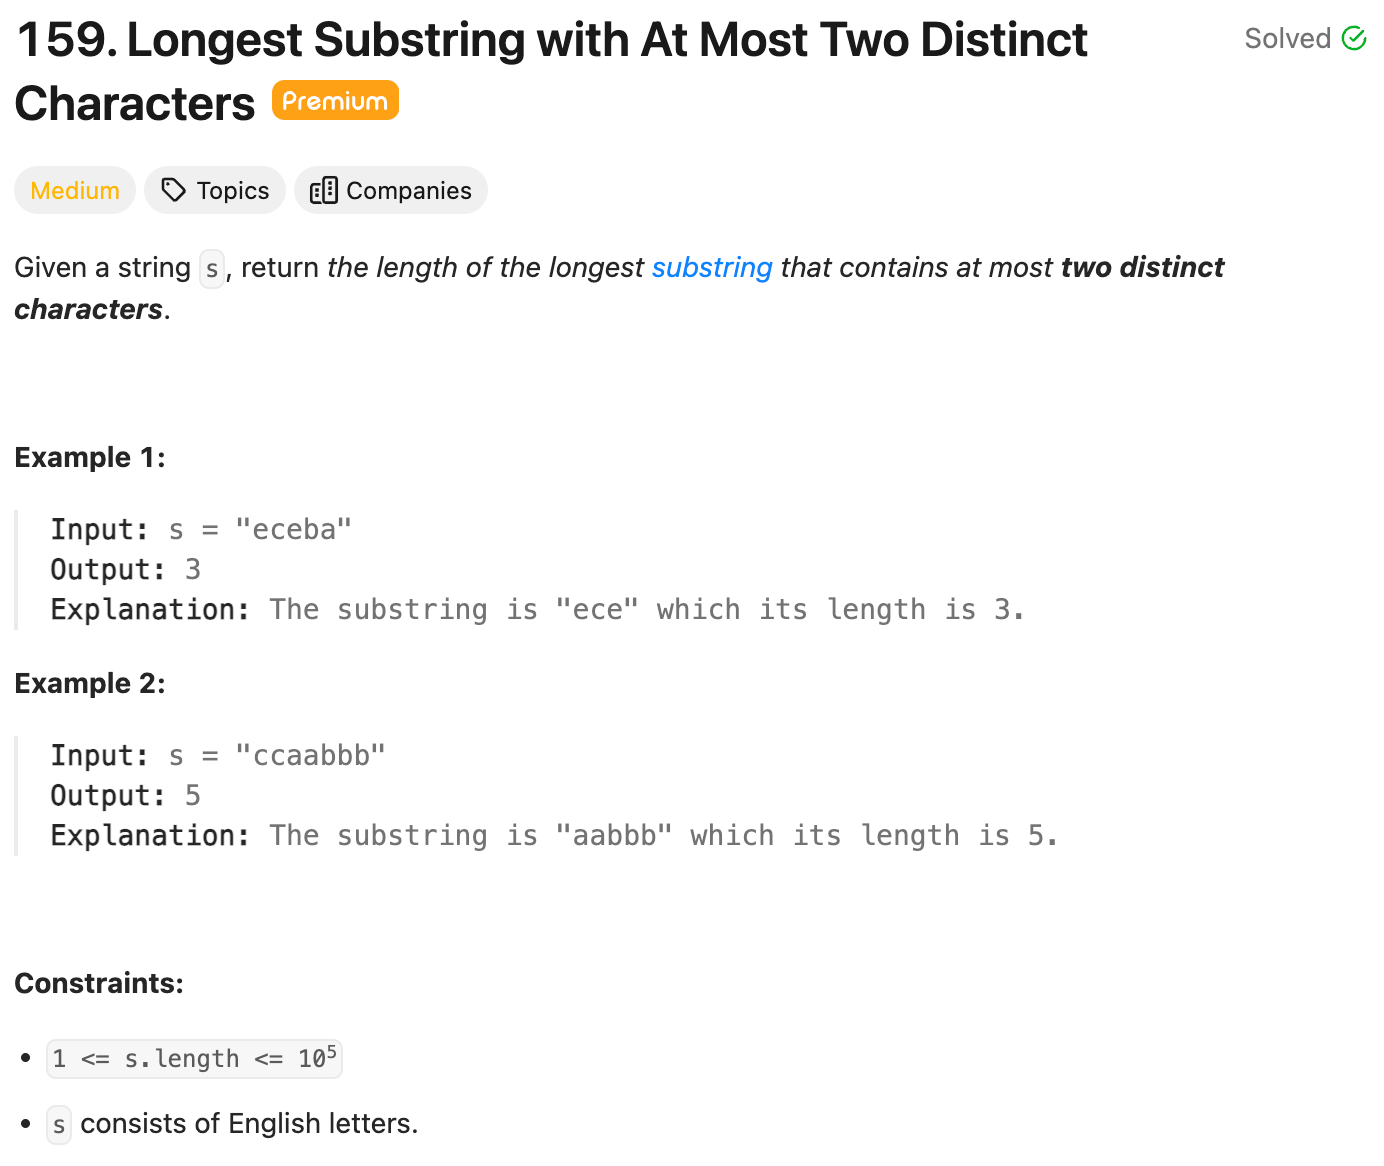 159. Longest Substring with At Most Two Distinct
Solved
Characters Premium
Medium Topics Companies
Given a string s, return the length of the longest substring that contains at most two distinct
characters.
Example 1:
Input: s = "eceba"
Output: 3
Explanation: The substring is "ece" which its length is 3.
Example 2:
Input: s = "ccaabbb"
Output: 5
Explanation: The substring is "aabbb" which its length is 5.
Constraints:
• 1 <= s.length <= 10⁵
• s consists of English letters.